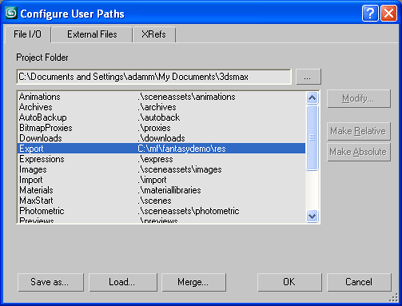 Configure User Paths
File I/O External Files XRefs
Project Folder
C:\Documents and Settings\adamm\My Documents\3dsmax ...
Animations .\sceneassets\animations
Archives .\archives
AutoBackup .\autoback
BitmapProxies .\proxies
Downloads .\downloads
Export C:\mf\fantasydemo\res
Expressions .\express
Images .\sceneassets\images
Import .\import
Materials .\materiallibraries
MaxStart .\scenes
Photometric .\sceneassets\photometric
Previews .\previews
Modify...
Make Relative
Make Absolute
Save as... Load... Merge... OK Cancel